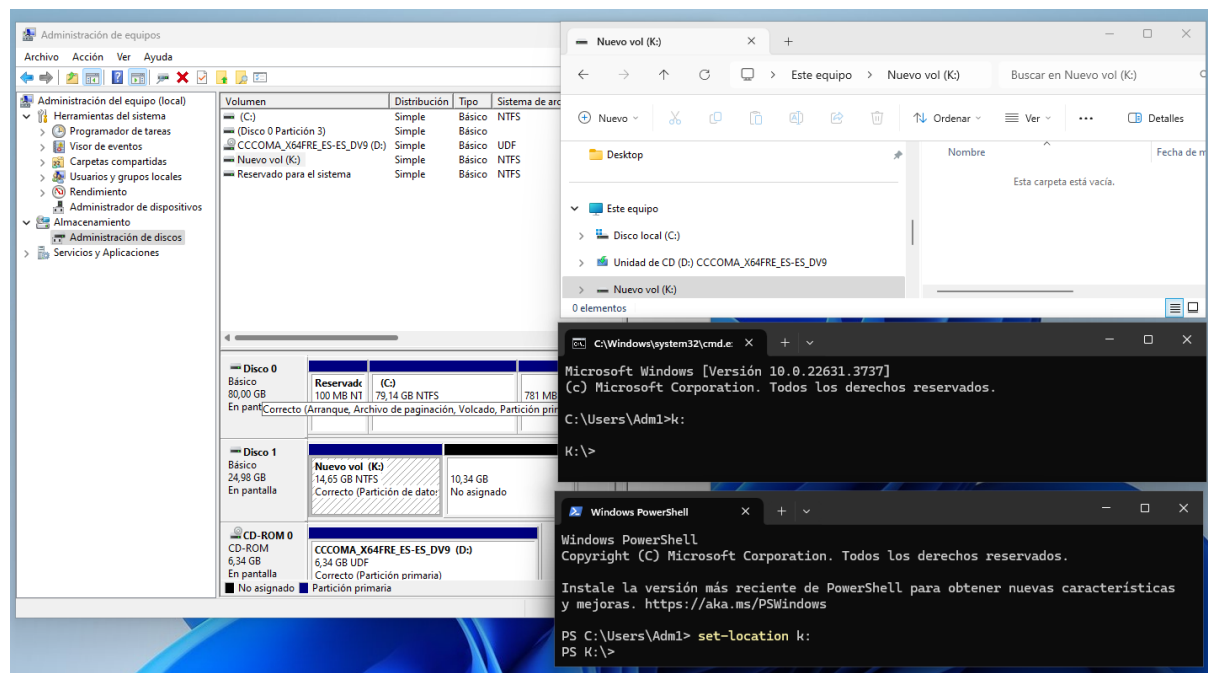 Administración de equipos
Archivo Acción Ver Ayuda
Administración del equipo (local)
Herramientas del sistema
Programador de tareas
Visor de eventos
Carpetas compartidas
Usuarios y grupos locales
Rendimiento
Administrador de dispositivos
Almacenamiento
Administración de discos
Servicios y Aplicaciones
Volumen Distribución Tipo Sistema de arc
(C:) Simple Básico NTFS
(Disco 0 Partición 3) Simple Básico
CCCOMA_X64FRE_ES-ES_DV9 (D:) Simple Básico UDF
Nuevo vol (K:) Simple Básico NTFS
Reservado para el sistema Simple Básico NTFS
Disco 0
Básico
80,00 GB
En pant
Reservado
100 MB NT
(C:)
79,14 GB NTFS
781 MB
Correcto (Arranque, Archivo de paginación, Volcado, Partición prin
Disco 1
Básico
24,98 GB
En pantalla
Nuevo vol (K:)
14,65 GB NTFS
Correcto (Partición de datos
10,34 GB
No asignado
CD-ROM 0
CD-ROM
6,34 GB
En pantalla
CCCOMA_X64FRE_ES-ES_DV9 (D:)
6,34 GB UDF
Correcto (Partición primaria)
No asignado Partición primaria
Nuevo vol (K:)
Este equipo > Nuevo vol (K:)
Buscar en Nuevo vol (K:)
Nuevo
Ordenar
Ver
Detalles
Desktop
Este equipo
Disco local (C:)
Unidad de CD (D:) CCCOMA_X64FRE_ES-ES_DV9
Nuevo vol (K:)
Nombre Fecha de m
Esta carpeta está vacía.
0 elementos
C:\Windows\system32\cmd.e:
Microsoft Windows [Versión 10.0.22631.3737]
(c) Microsoft Corporation. Todos los derechos reservados.
C:\Users\Adm1>k:
K:\>
Windows PowerShell
Windows PowerShell
Copyright (C) Microsoft Corporation. Todos los derechos reservados.
Instale la versión más reciente de PowerShell para obtener nuevas características
y mejoras. https://aka.ms/PSWindows
PS C:\Users\Adm1> set-location k:
PS K:\>